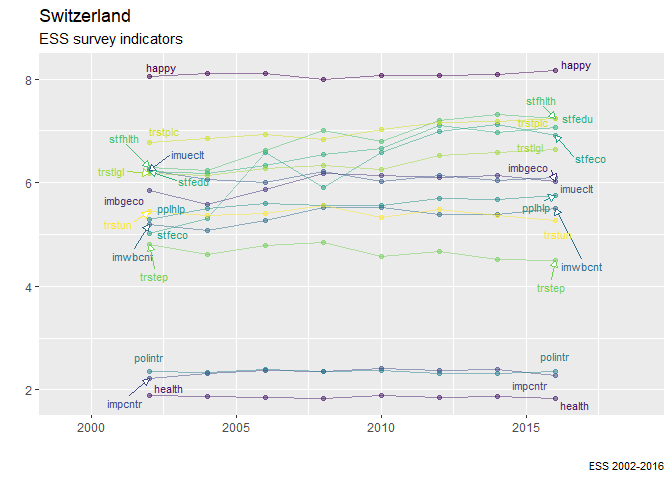 Switzerland
ESS survey indicators
happy
happy
8
stfhlth
trstplc
stfedu
stfhlth
trstplc
imueclt
trstlgl
stfeco
trstlgl
imbgeco
stfedu
6
imueclt
imbgeco
pplhlp
pplhlp
trstun
stfeco
trstun
imwbcnt
imwbcnt
trstep
trstep
polintr
polintr
impcntr
health
2
impcntr
health
2000
2005
2010
2015
ESS 2002-2016